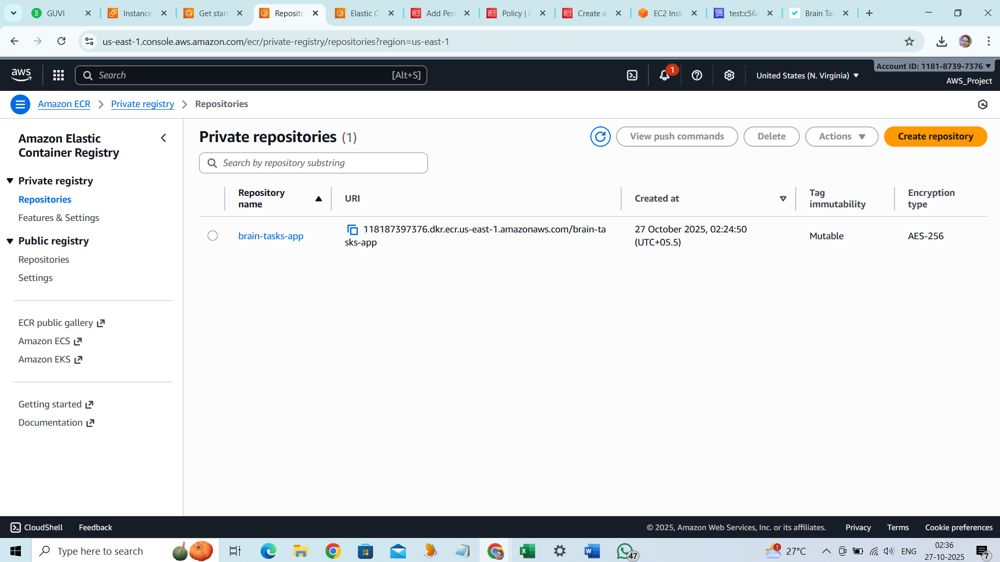 GUVI
Instance
Get start
Reposito
Elastic C
Add Per
Policy | I
Create a
EC2 Inst
test:c56a
Brain Tas
us-east-1.console.aws.amazon.com/ecr/private-registry/repositories?region=us-east-1
aws
Search [Alt+S]
1
United States (N. Virginia)
Account ID: 1181-8739-7376
AWS_Project
Amazon ECR
Private registry
Repositories
Amazon Elastic
Container Registry
Private registry
Repositories
Features & Settings
Public registry
Repositories
Settings
ECR public gallery
Amazon ECS
Amazon EKS
Getting started
Documentation
Private repositories (1)
View push commands
Delete
Actions
Create repository
Search by repository substring
Repository
name
URI
Created at
Tag
immutability
Encryption
type
brain-tasks-app
118187397376.dkr.ecr.us-east-1.amazonaws.com/brain-ta
sks-app
27 October 2025, 02:24:50
(UTC+05.5)
Mutable
AES-256
CloudShell
Feedback
© 2025, Amazon Web Services, Inc. or its affiliates.
Privacy
Terms
Cookie preferences
Type here to search
47
1
27°C
ENG
02:36
27-10-2025
7